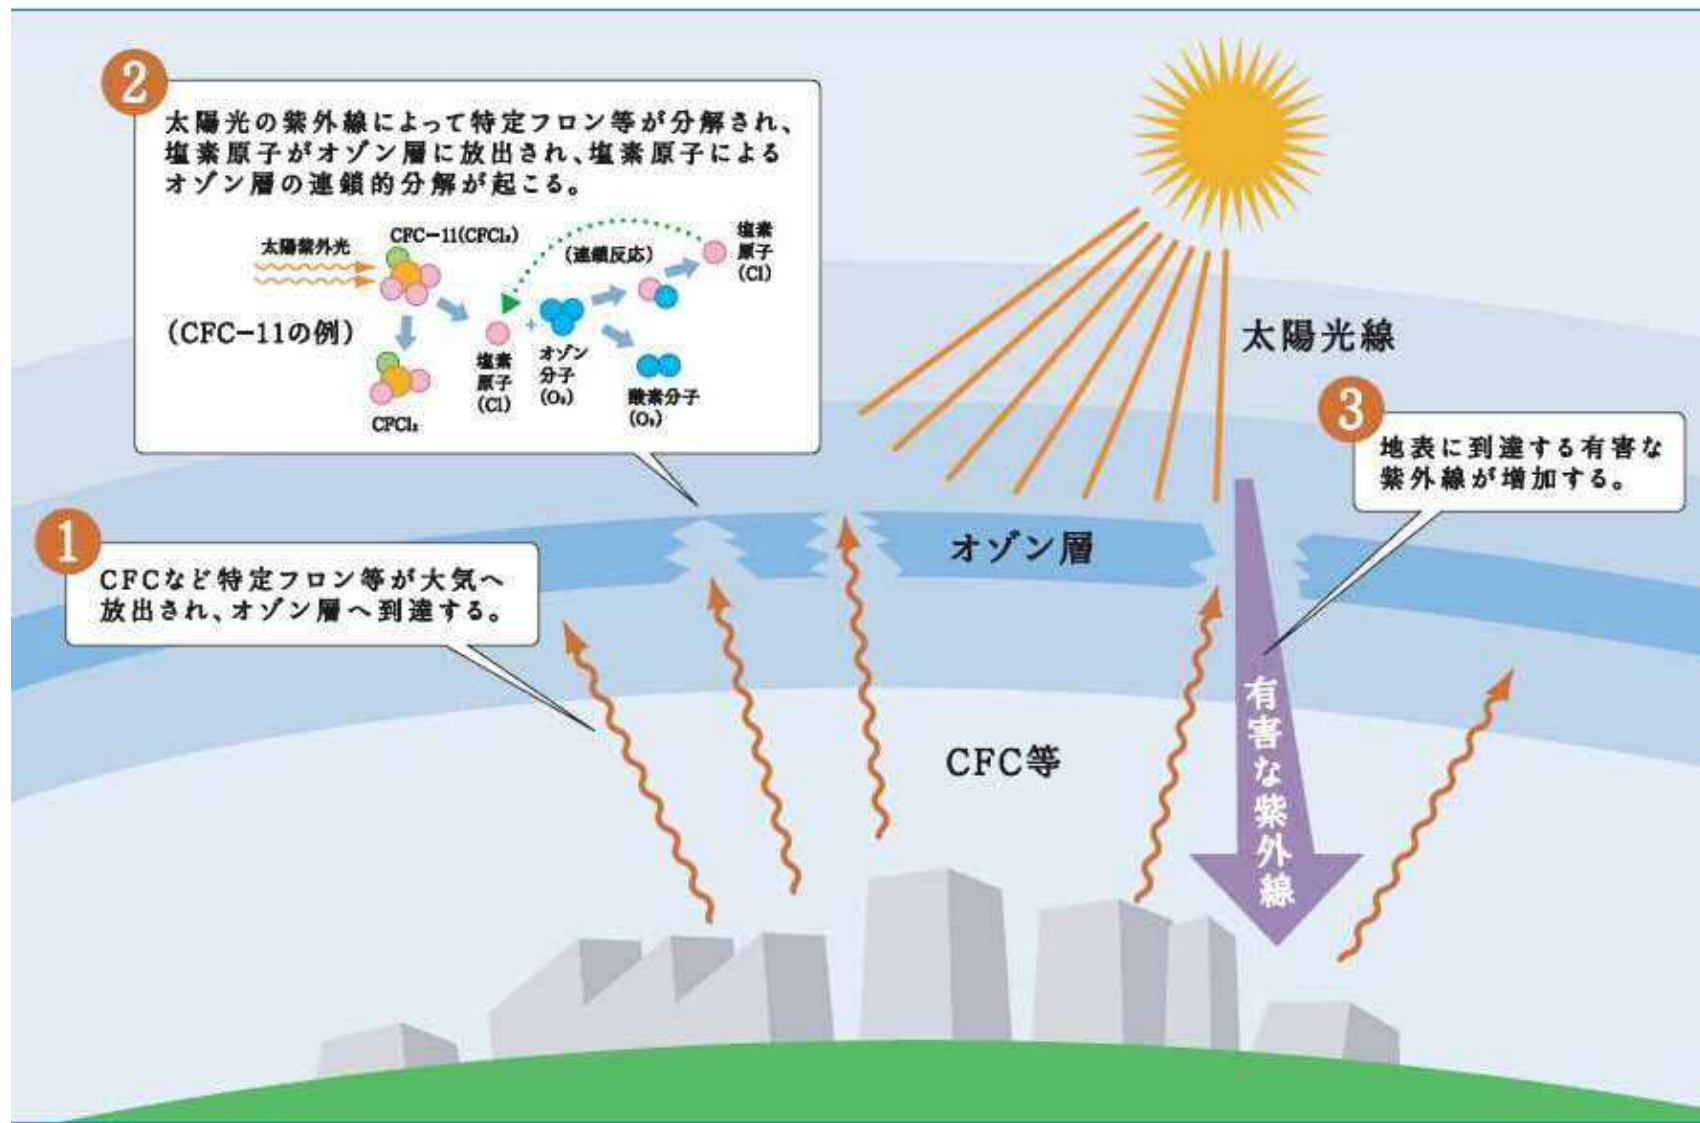 1
CFCなど特定フロン等が大気へ
放出され、オゾン層へ到達する。
2
太陽光の紫外線によって特定フロン等が分解され、
塩素原子がオゾン層に放出され、塩素原子による
オゾン層の連鎖的分解が起こる。
太陽紫外光
CFC-11(CFCl₃)
(連鎖反応)
塩素
原子
(Cl)
(CFC-11の例)
CFCl₂
塩素
原子
(Cl)
+
オゾン
分子
(O₃)
酸素分子
(O₂)
太陽光線
3
地表に到達する有害な
紫外線が増加する。
オゾン層
CFC等
有害な紫外線